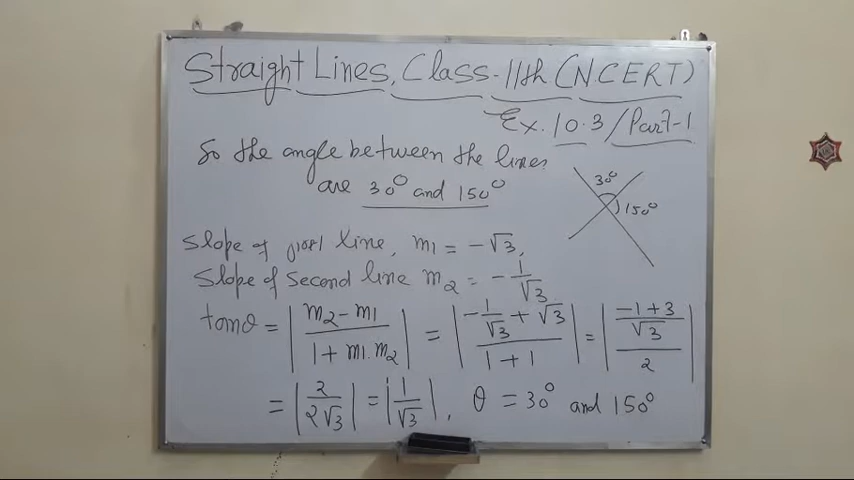 Straight Lines, Class-11th (NCERT)
Ex. 10.3/Part-1
So the angle between the lines
are 30° and 150°
30°
150°
Slope of first line, m1 = -√3,
Slope of second line m2 = -1/√3
tanθ = |(m2 - m1)/(1 + m1.m2)| = |(-1/√3 + √3)/(1 + 1)| = |((-1 + 3)/√3)/2|
= |2/(2√3)| = |1/√3|, θ = 30° and 150°